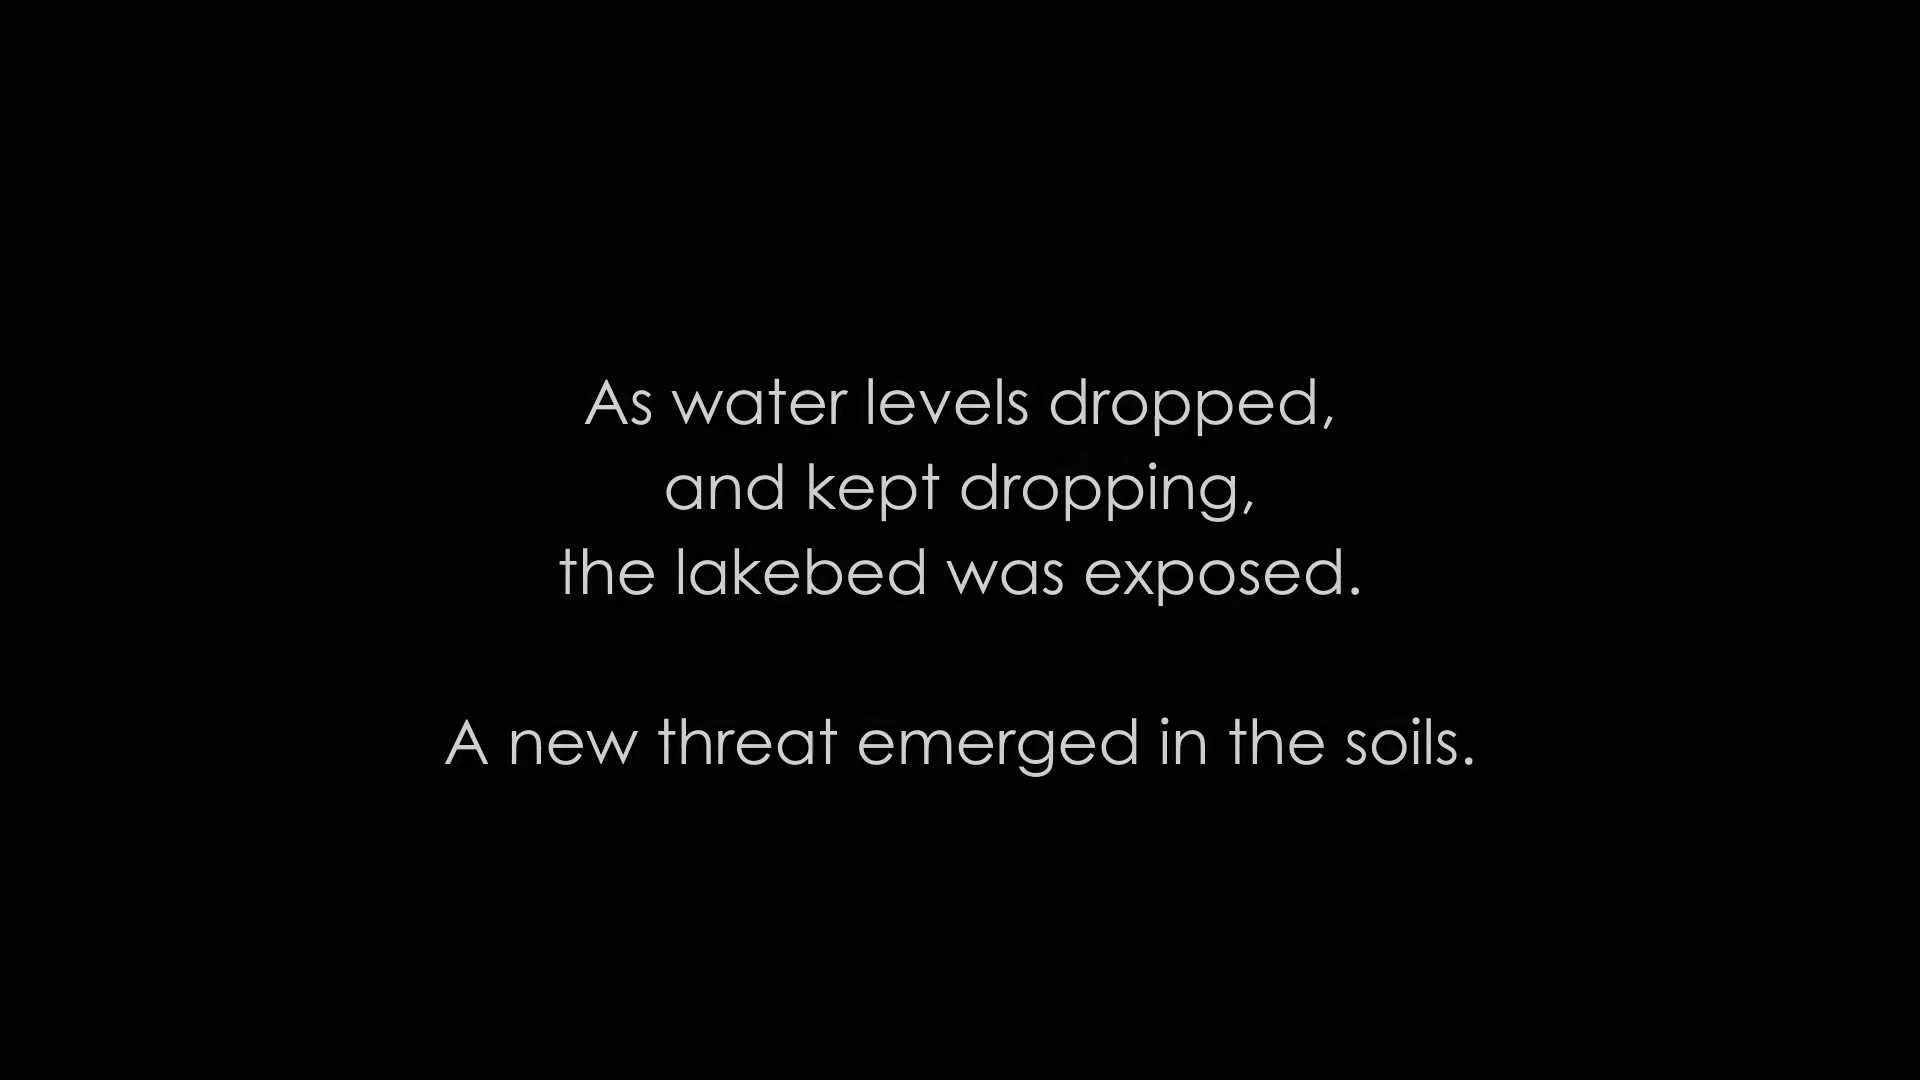 As water levels dropped,
and kept dropping,
the lakebed was exposed.
A new threat emerged in the soils.